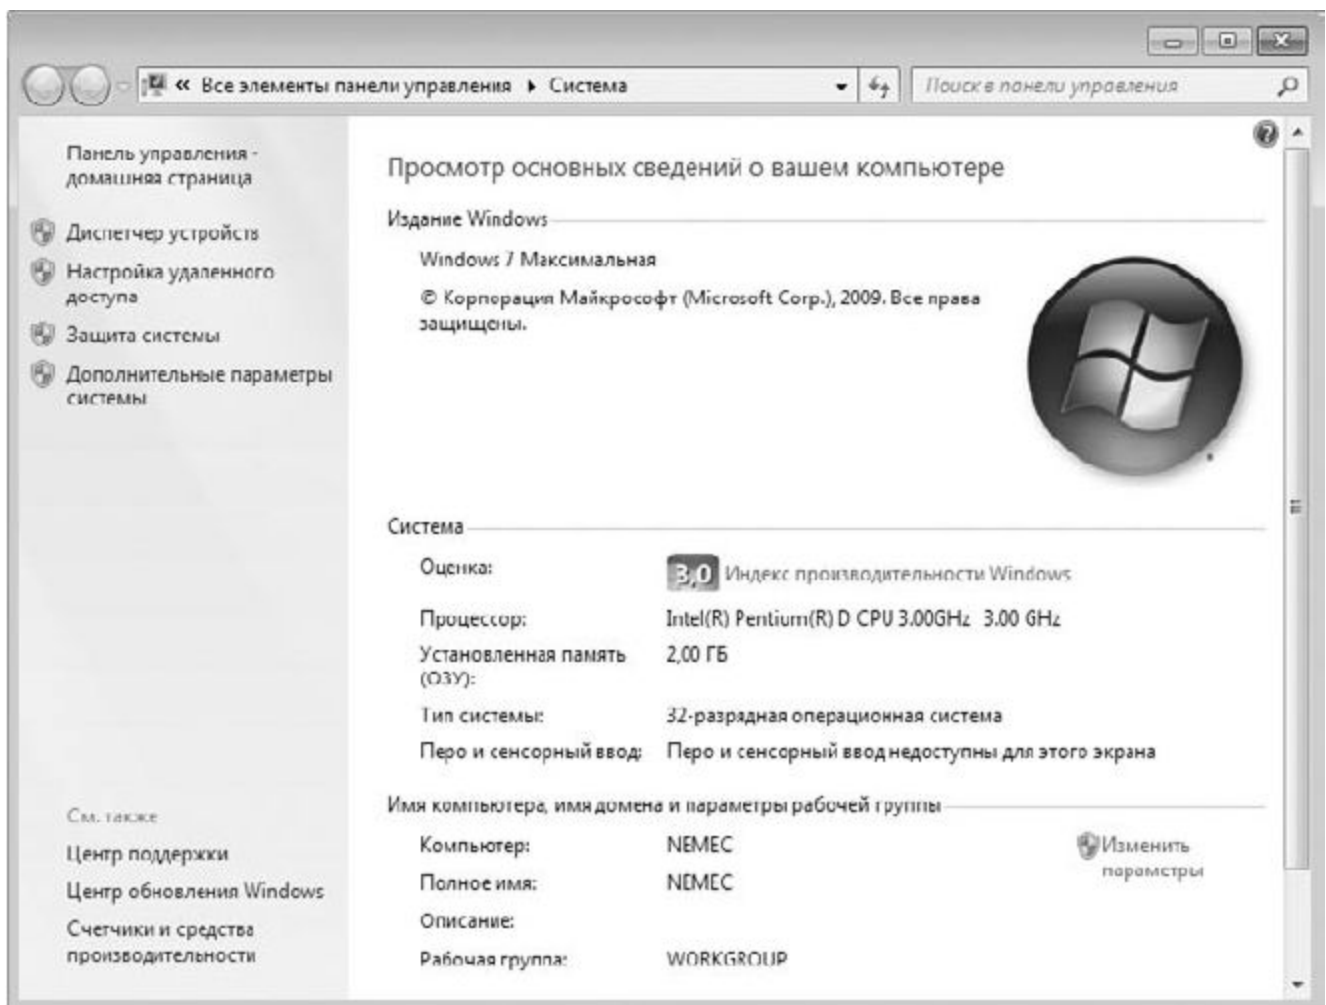 « Все элементы панели управления ▸ Система
Поиск в панели управления
Панель управления -
домашняя страница
Диспетчер устройств
Настройка удаленного
доступа
Защита системы
Дополнительные параметры
системы
См. также
Центр поддержки
Центр обновления Windows
Счетчики и средства
производительности
Просмотр основных сведений о вашем компьютере
Издание Windows
Windows 7 Максимальная
© Корпорация Майкрософт (Microsoft Corp.), 2009. Все права
защищены.
Система
Оценка:
3,0 Индекс производительности Windows
Процессор:
Intel(R) Pentium(R) D CPU 3.00GHz 3.00 GHz
Установленная память
(ОЗУ):
2,00 ГБ
Тип системы:
32-разрядная операционная система
Перо и сенсорный ввод:
Перо и сенсорный ввод недоступны для этого экрана
Имя компьютера, имя домена и параметры рабочей группы
Компьютер:
NEMEC
Изменить
параметры
Полное имя:
NEMEC
Описание:
Рабочая группа:
WORKGROUP